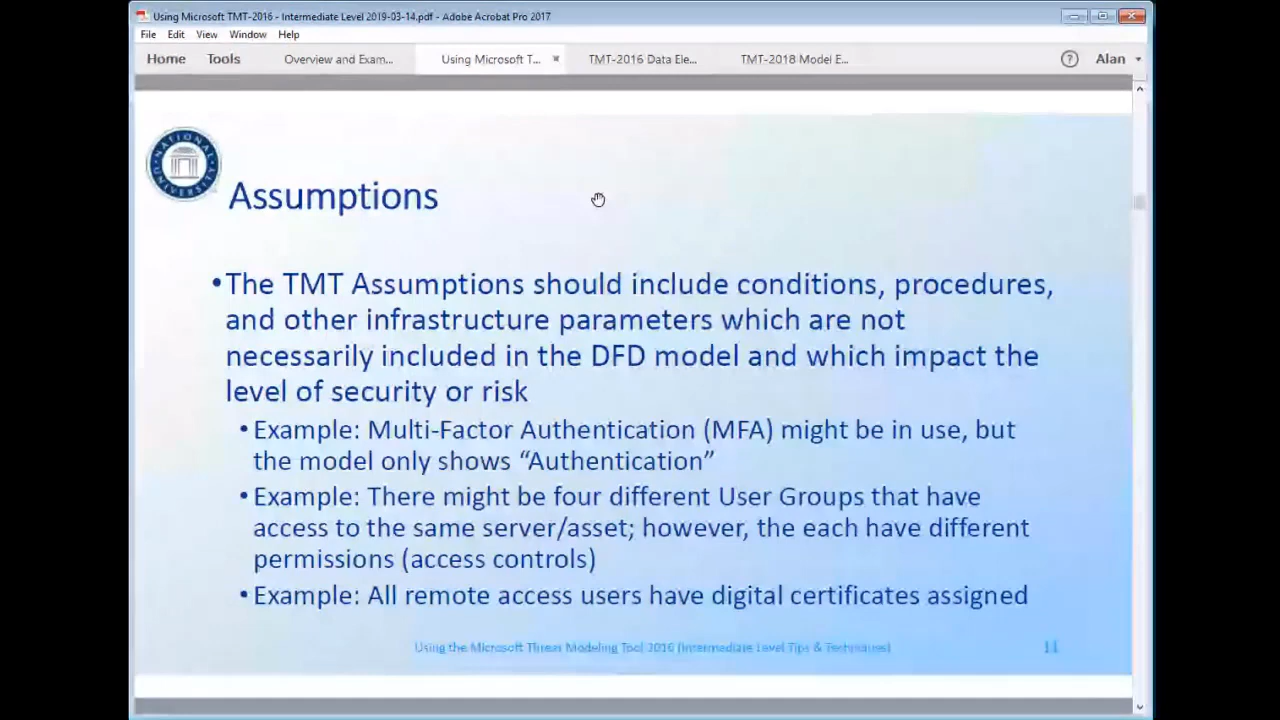 Using Microsoft TMT-2016 - Intermediate Level 2019-03-14.pdf - Adobe Acrobat Pro 2017
File Edit View Window Help
Home Tools Overview and Exam... Using Microsoft T... × TMT-2016 Data Ele... TMT-2018 Model E... ? Alan
NATIONAL UNIVERSITY
Assumptions
•The TMT Assumptions should include conditions, procedures,
and other infrastructure parameters which are not
necessarily included in the DFD model and which impact the
level of security or risk
•Example: Multi-Factor Authentication (MFA) might be in use, but
the model only shows “Authentication”
•Example: There might be four different User Groups that have
access to the same server/asset; however, the each have different
permissions (access controls)
•Example: All remote access users have digital certificates assigned
Using the Microsoft Threat Modeling Tool 2016 (Intermediate Level Tips & Techniques) 11